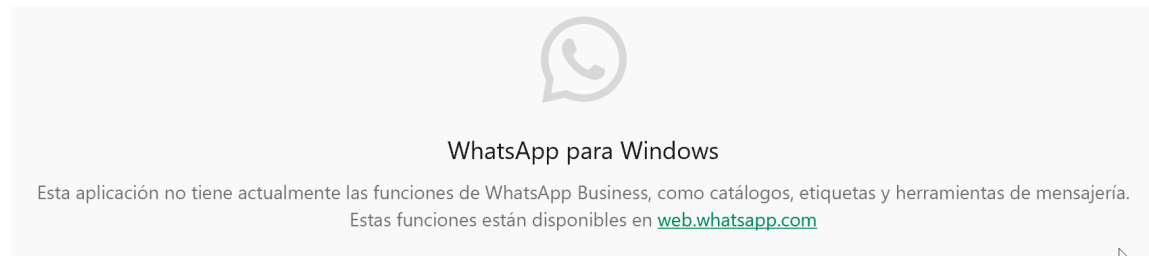 WhatsApp para Windows
Esta aplicación no tiene actualmente las funciones de WhatsApp Business, como catálogos, etiquetas y herramientas de mensajería.
Estas funciones están disponibles en web.whatsapp.com